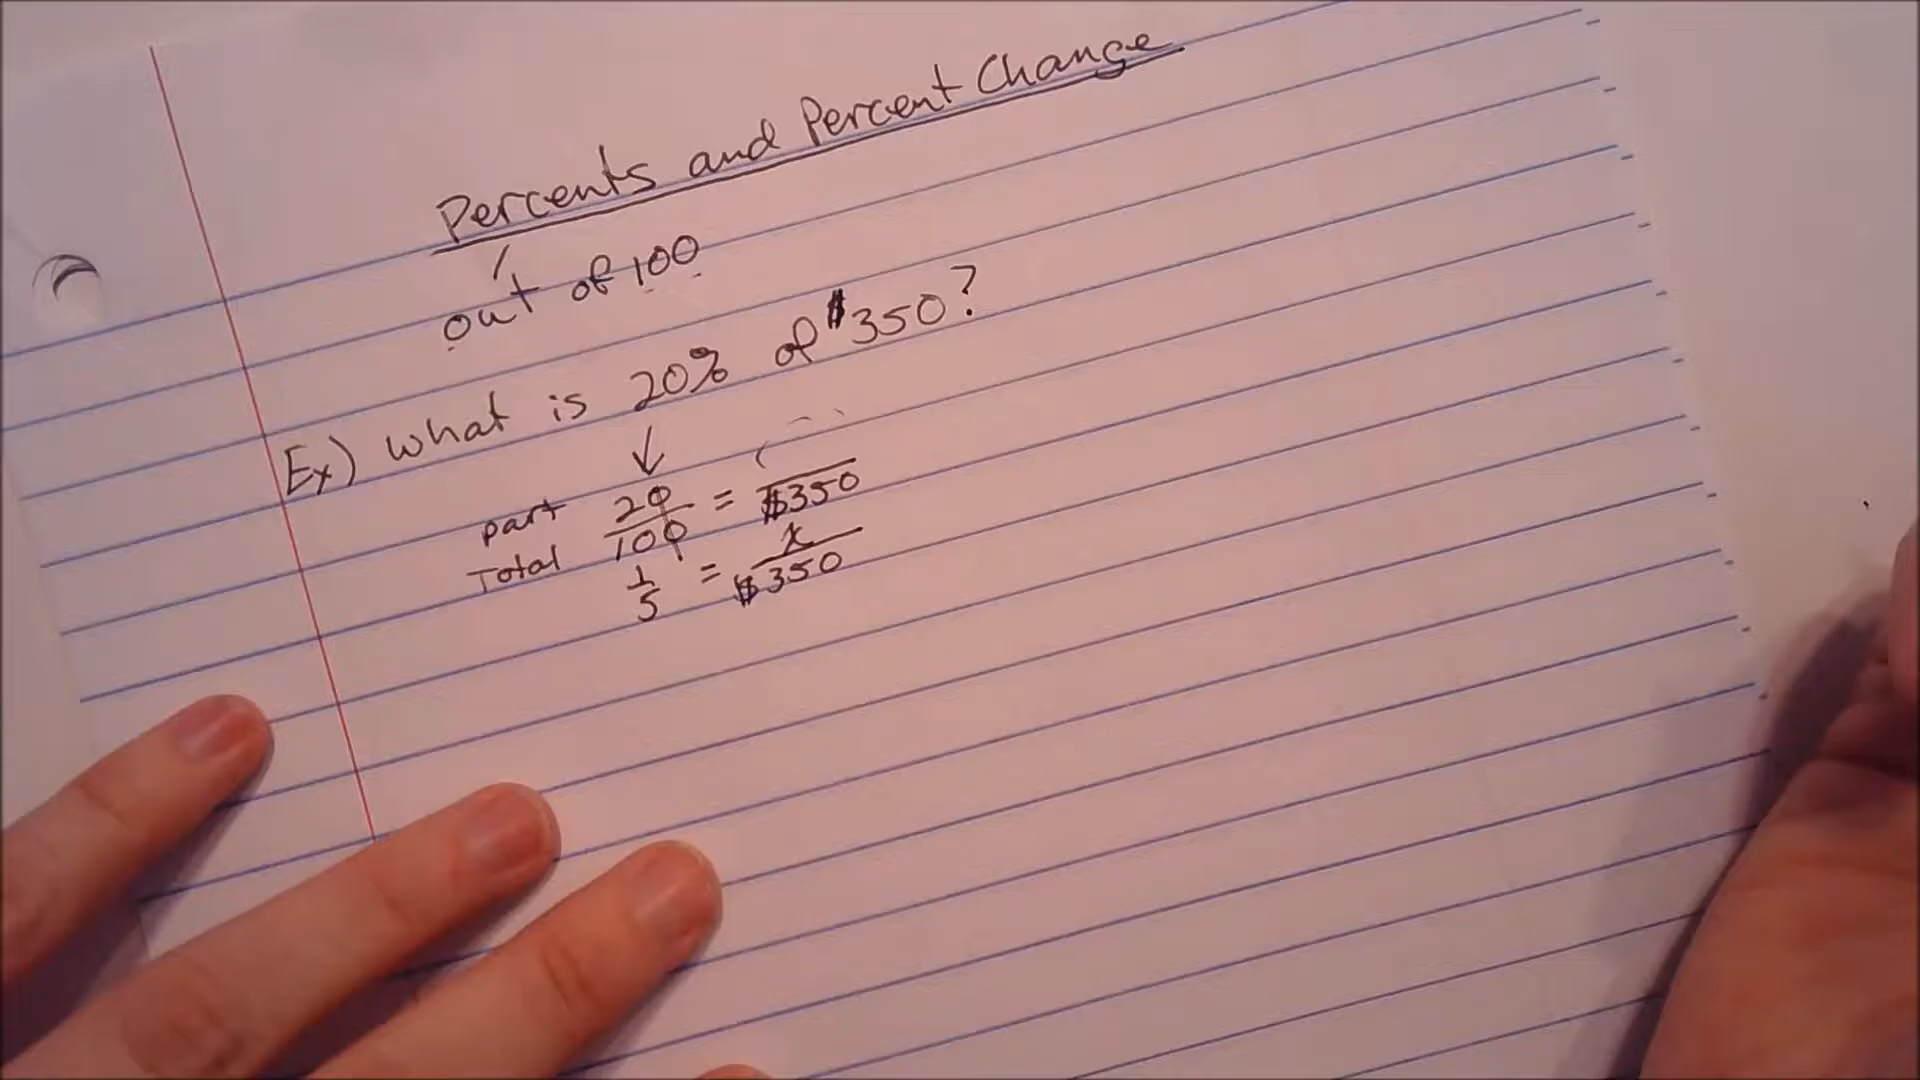 Percents and Percent Change
out of 100
Ex) What is 20% of $350?
part 20 = 
Total 100 $350
1 = x
5 $350